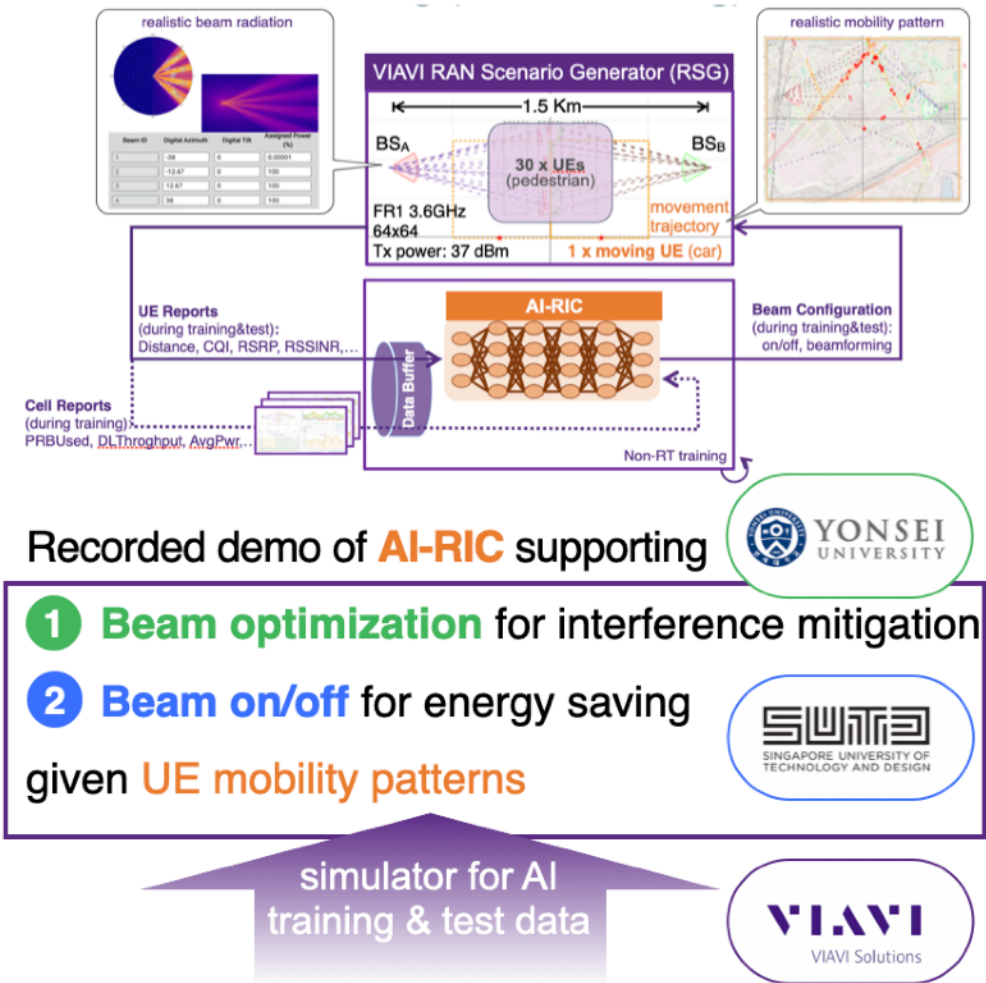 realistic beam radiation
realistic mobility pattern
Beam ID Digital Azimuth Digital Tilt Assigned Power (%)
1 -38 0 0.00001
2 -12.67 0 100
3 12.67 0 100
4 38 0 100
VIAVI RAN Scenario Generator (RSG)
1.5 Km
BSA
BSB
30 x UEs
(pedestrian)
FR1 3.6GHz
64x64
Tx power: 37 dBm
movement
trajectory
1 x moving UE (car)
UE Reports
(during training&test):
Distance, CQI, RSRP, RSSINR,...
AI-RIC
Data Buffer
Beam Configuration
(during training&test):
on/off, beamforming
Cell Reports
(during training):
PRBUsed, DLThroghput, AvgPwr,...
Non-RT training
Recorded demo of AI-RIC supporting
YONSEI
UNIVERSITY
1 Beam optimization for interference mitigation
2 Beam on/off for energy saving
given UE mobility patterns
SUTD
SINGAPORE UNIVERSITY OF
TECHNOLOGY AND DESIGN
simulator for AI
training & test data
VIAVI
VIAVI Solutions